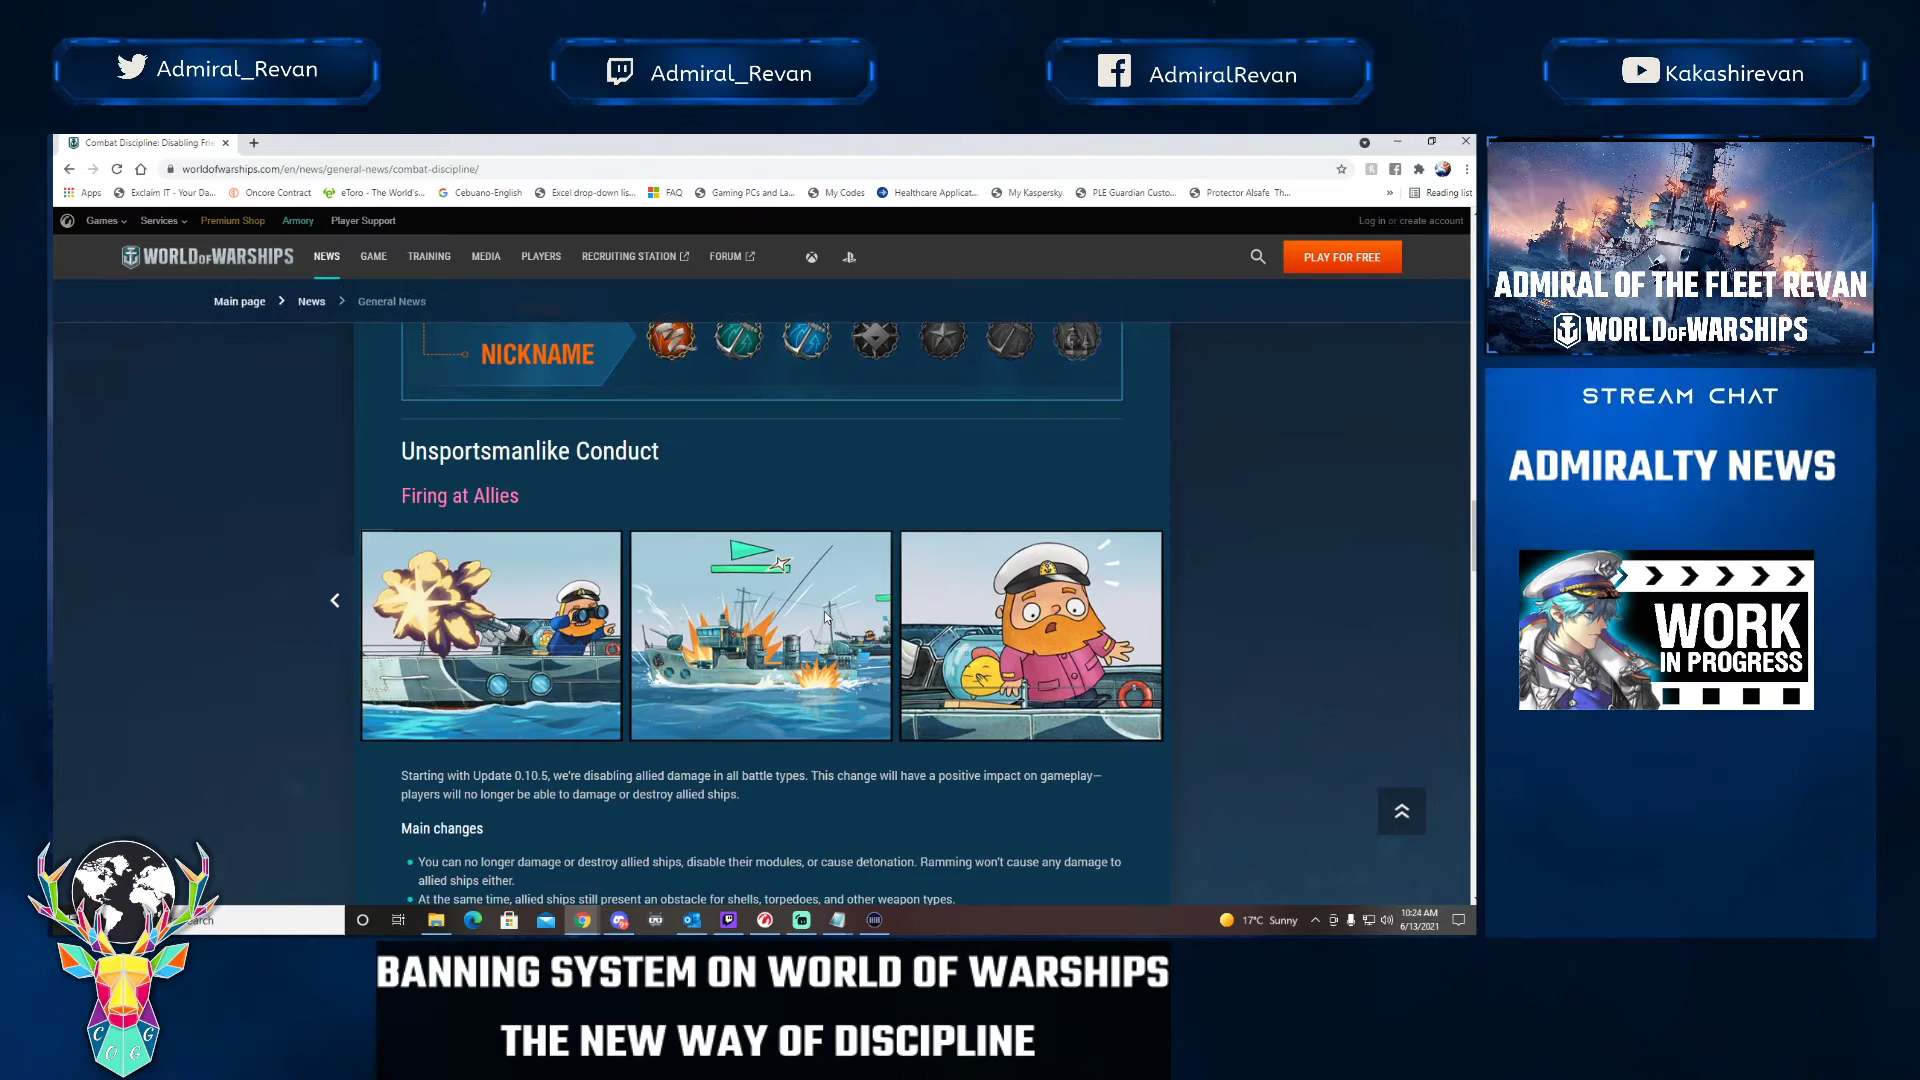 Admiral_Revan
Admiral_Revan
AdmiralRevan
Kakashirevan
Combat Discipline: Disabling Frie
worldofwarships.com/en/news/general-news/combat-discipline/
Apps Exclaim IT - Your Da... Oncore Contract eToro - The World's... Cebuano-English Excel drop-down lis... FAQ Gaming PCs and La... My Codes Healthcare Applicat... My Kaspersky PLE Guardian Custo... Protector Alsafe Th... » Reading list
Games Services Premium Shop Armory Player Support Log in or create account
WORLD OF WARSHIPS NEWS GAME TRAINING MEDIA PLAYERS RECRUITING STATION FORUM PLAY FOR FREE
Main page News General News
NICKNAME
Unsportsmanlike Conduct
Firing at Allies
Starting with Update 0.10.5, we're disabling allied damage in all battle types. This change will have a positive impact on gameplay—
players will no longer be able to damage or destroy allied ships.
Main changes
• You can no longer damage or destroy allied ships, disable their modules, or cause detonation. Ramming won't cause any damage to
allied ships either.
• At the same time, allied ships still present an obstacle for shells, torpedoes, and other weapon types.
arch
17°C Sunny
10:24 AM
6/13/2021
ADMIRAL OF THE FLEET REVAN
WORLD OF WARSHIPS
STREAM CHAT
ADMIRALTY NEWS
WORK
IN PROGRESS
C G
O G
BANNING SYSTEM ON WORLD OF WARSHIPS
THE NEW WAY OF DISCIPLINE